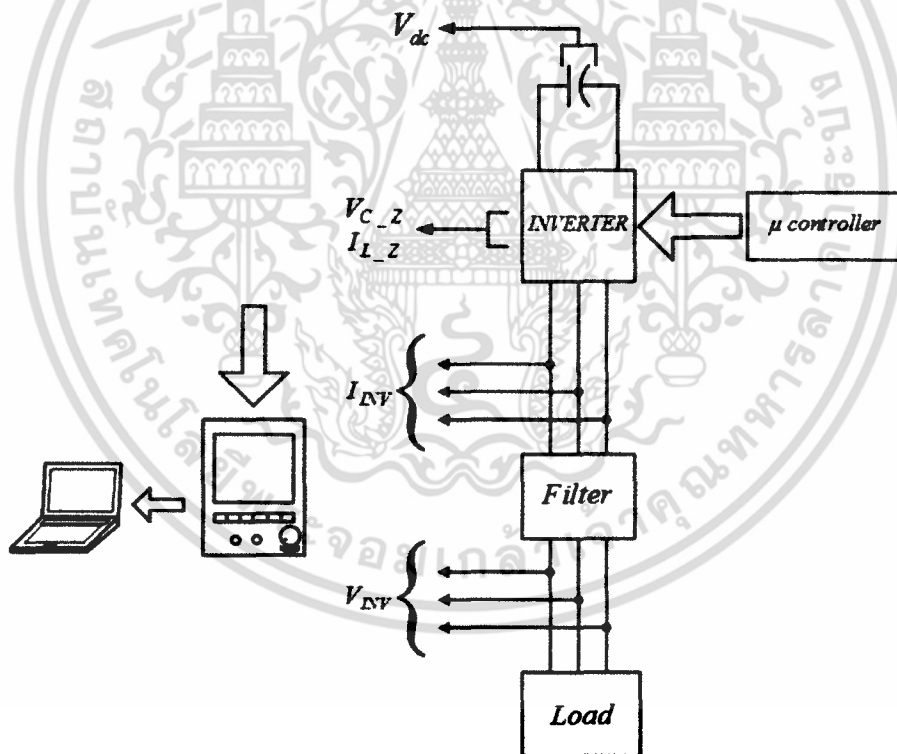 V_dc
V_C_Z
I_L_Z
INVERTER
μ controller
I_INV
Filter
V_INV
Load